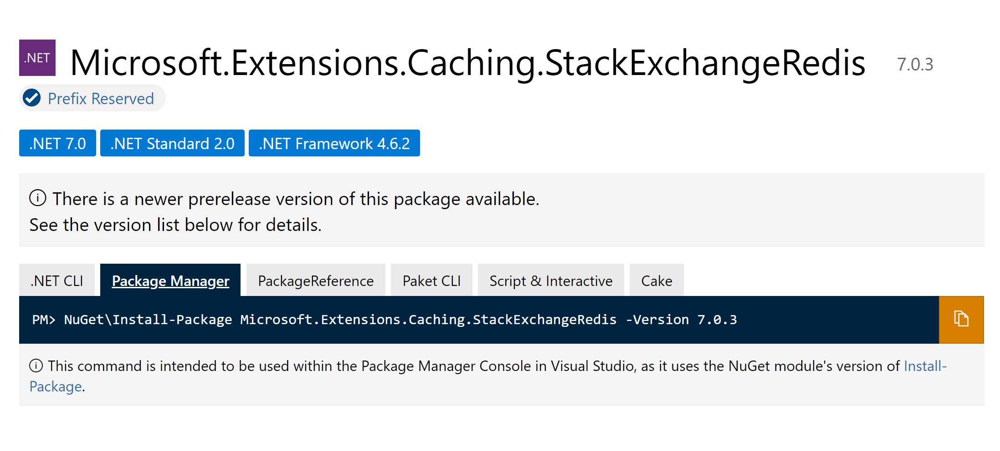 .NET Microsoft.Extensions.Caching.StackExchangeRedis 7.0.3
Prefix Reserved
.NET 7.0 .NET Standard 2.0 .NET Framework 4.6.2
There is a newer prerelease version of this package available.
See the version list below for details.
.NET CLI Package Manager PackageReference Paket CLI Script & Interactive Cake
PM> NuGet\Install-Package Microsoft.Extensions.Caching.StackExchangeRedis -Version 7.0.3
This command is intended to be used within the Package Manager Console in Visual Studio, as it uses the NuGet module's version of Install-
Package.